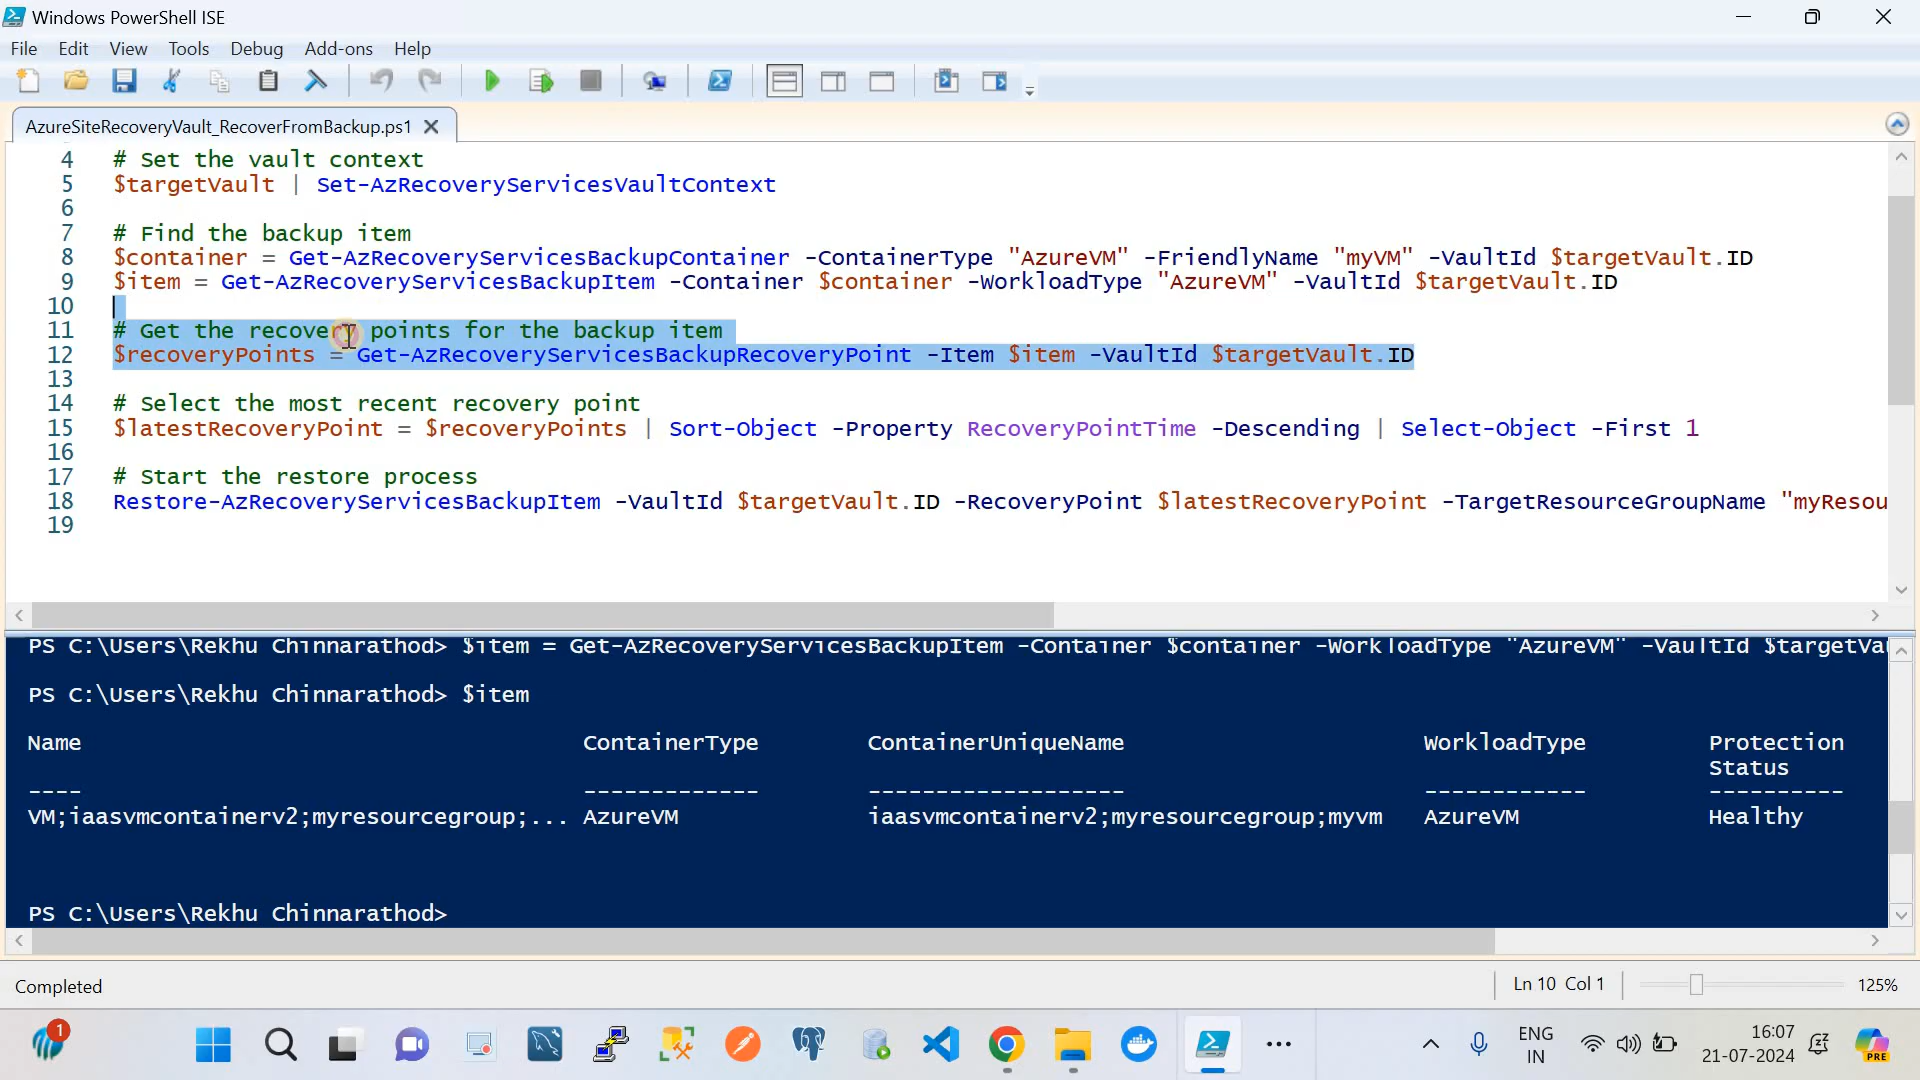 Windows PowerShell ISE
File Edit View Tools Debug Add-ons Help
AzureSiteRecoveryVault_RecoverFromBackup.ps1
4 # Set the vault context
5 $targetVault | Set-AzRecoveryServicesVaultContext
6
7 # Find the backup item
8 $container = Get-AzRecoveryServicesBackupContainer -ContainerType "AzureVM" -FriendlyName "myVM" -VaultId $targetVault.ID
9 $item = Get-AzRecoveryServicesBackupItem -Container $container -WorkloadType "AzureVM" -VaultId $targetVault.ID
10
11 # Get the recovery points for the backup item
12 $recoveryPoints = Get-AzRecoveryServicesBackupRecoveryPoint -Item $item -VaultId $targetVault.ID
13
14 # Select the most recent recovery point
15 $latestRecoveryPoint = $recoveryPoints | Sort-Object -Property RecoveryPointTime -Descending | Select-Object -First 1
16
17 # Start the restore process
18 Restore-AzRecoveryServicesBackupItem -VaultId $targetVault.ID -RecoveryPoint $latestRecoveryPoint -TargetResourceGroupName "myResou
19
PS C:\Users\Rekhu Chinnarathod> $item = Get-AzRecoveryServicesBackupItem -Container $container -WorkloadType "AzureVM" -VaultId $targetVau
PS C:\Users\Rekhu Chinnarathod> $item
Name ContainerType ContainerUniqueName WorkloadType Protection
Status
---- ------------- ------------------- ------------ ----------
VM;iaasvmcontainerv2;myresourcegroup;... AzureVM iaasvmcontainerv2;myresourcegroup;myvm AzureVM Healthy
PS C:\Users\Rekhu Chinnarathod>
Completed Ln 10 Col 1 125%
1
ENG 16:07
IN 21-07-2024
PRE